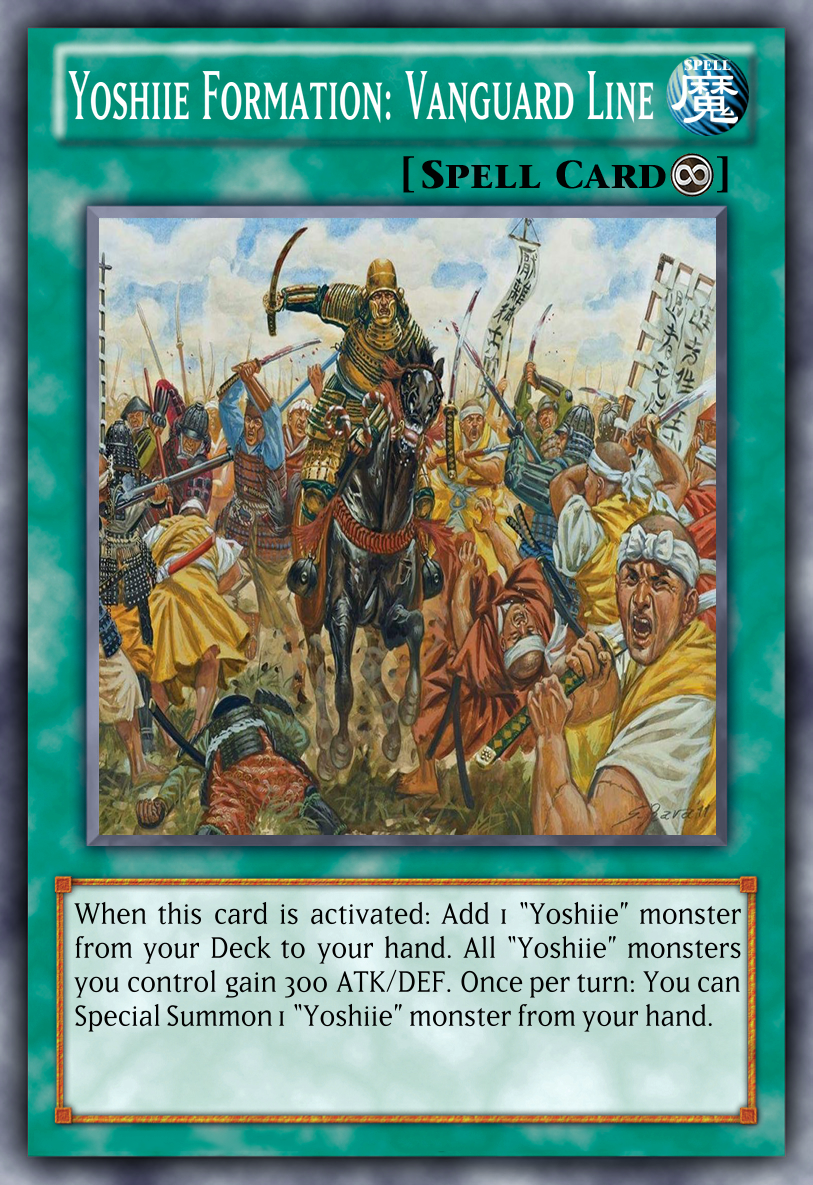 Yoshiie Formation: Vanguard Line
SPELL
魔
[Spell Card]
When this card is activated: Add 1 "Yoshiie" monster
from your Deck to your hand. All "Yoshiie" monsters
you control gain 300 ATK/DEF. Once per turn: You can
Special Summon 1 "Yoshiie" monster from your hand.